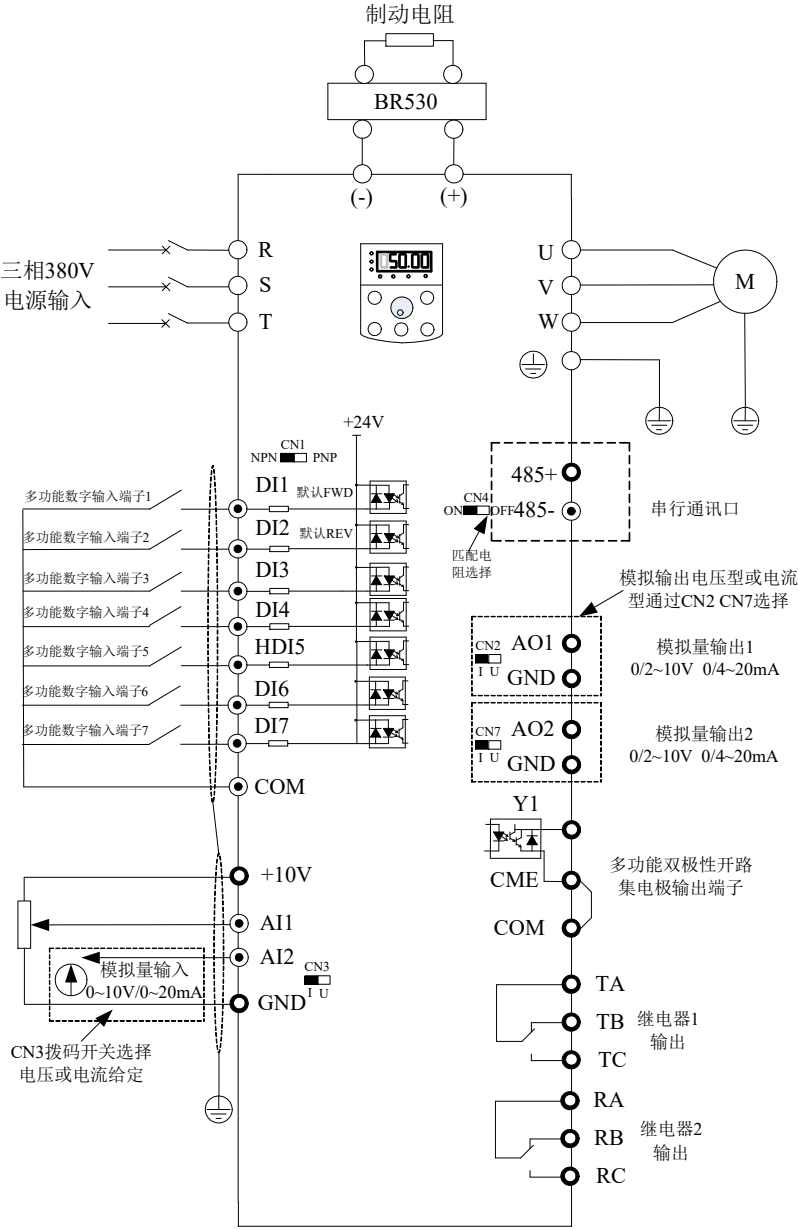 制动电阻
BR530
(-)
(+)
三相380V
电源输入
R
S
T
50.00
U
V
W
M
+24V
CN1
NPN
PNP
多功能数字输入端子1
DI1
默认FWD
多功能数字输入端子2
DI2
默认REV
多功能数字输入端子3
DI3
多功能数字输入端子4
DI4
多功能数字输入端子5
HDI5
多功能数字输入端子6
DI6
多功能数字输入端子7
DI7
COM
+10V
AI1
AI2
模拟量输入
0~10V/0~20mA
GND
CN3
I U
CN3拨码开关选择
电压或电流给定
485+
CN4
ON
OFF
485-
串行通讯口
匹配电
阻选择
模拟输出电压型或电流
型通过CN2 CN7选择
CN2
I U
AO1
GND
模拟量输出1
0/2~10V 0/4~20mA
CN7
I U
AO2
GND
模拟量输出2
0/2~10V 0/4~20mA
Y1
CME
COM
多功能双极性开路
集电极输出端子
TA
TB
TC
继电器1
输出
RA
RB
RC
继电器2
输出